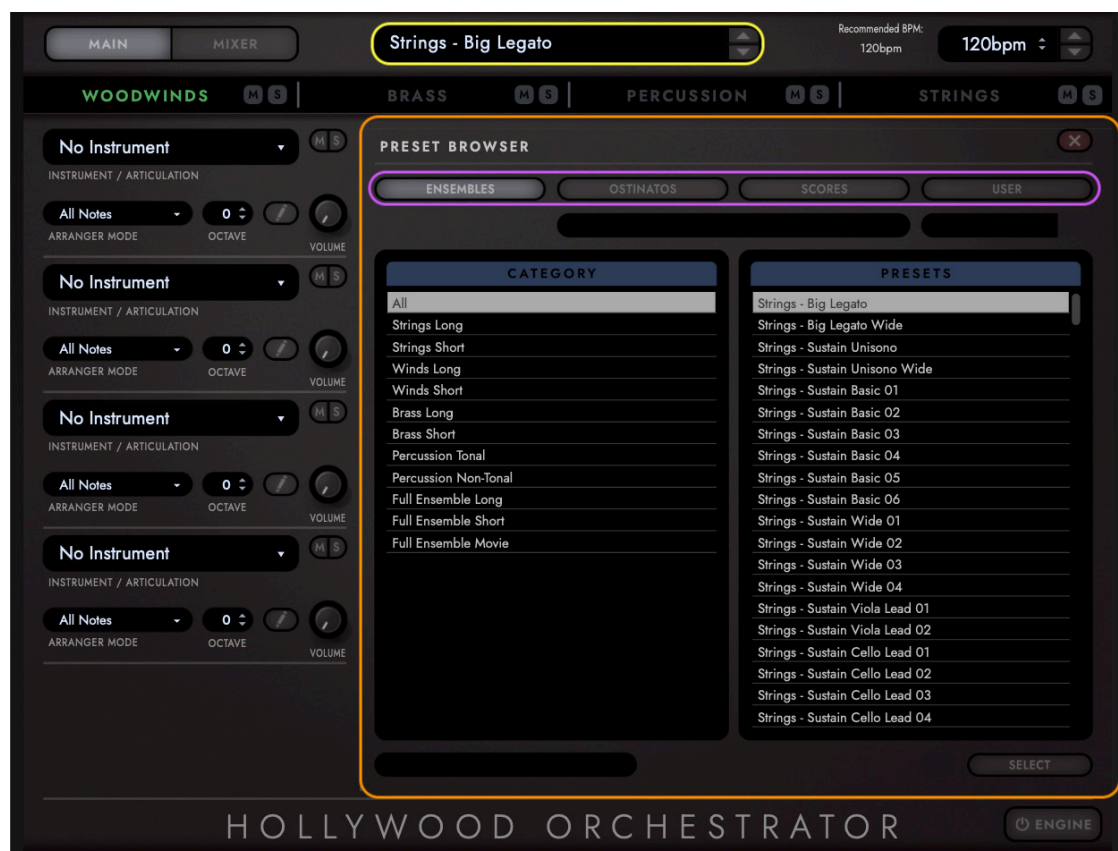 MAIN MIXER
Strings - Big Legato
Recommended BPM:
120bpm
120bpm
WOODWINDS M S BRASS M S PERCUSSION M S STRINGS M S
No Instrument M S
INSTRUMENT / ARTICULATION
All Notes 0
ARRANGER MODE OCTAVE VOLUME
No Instrument M S
INSTRUMENT / ARTICULATION
All Notes 0
ARRANGER MODE OCTAVE VOLUME
No Instrument M S
INSTRUMENT / ARTICULATION
All Notes 0
ARRANGER MODE OCTAVE VOLUME
No Instrument M S
INSTRUMENT / ARTICULATION
All Notes 0
ARRANGER MODE OCTAVE VOLUME
PRESET BROWSER
ENSEMBLES OSTINATOS SCORES USER
CATEGORY
All
Strings Long
Strings Short
Winds Long
Winds Short
Brass Long
Brass Short
Percussion Tonal
Percussion Non-Tonal
Full Ensemble Long
Full Ensemble Short
Full Ensemble Movie
PRESETS
Strings - Big Legato
Strings - Big Legato Wide
Strings - Sustain Unisono
Strings - Sustain Unisono Wide
Strings - Sustain Basic 01
Strings - Sustain Basic 02
Strings - Sustain Basic 03
Strings - Sustain Basic 04
Strings - Sustain Basic 05
Strings - Sustain Basic 06
Strings - Sustain Wide 01
Strings - Sustain Wide 02
Strings - Sustain Wide 03
Strings - Sustain Wide 04
Strings - Sustain Viola Lead 01
Strings - Sustain Viola Lead 02
Strings - Sustain Cello Lead 01
Strings - Sustain Cello Lead 02
Strings - Sustain Cello Lead 03
Strings - Sustain Cello Lead 04
SELECT
HOLLYWOOD ORCHESTRATOR
ENGINE